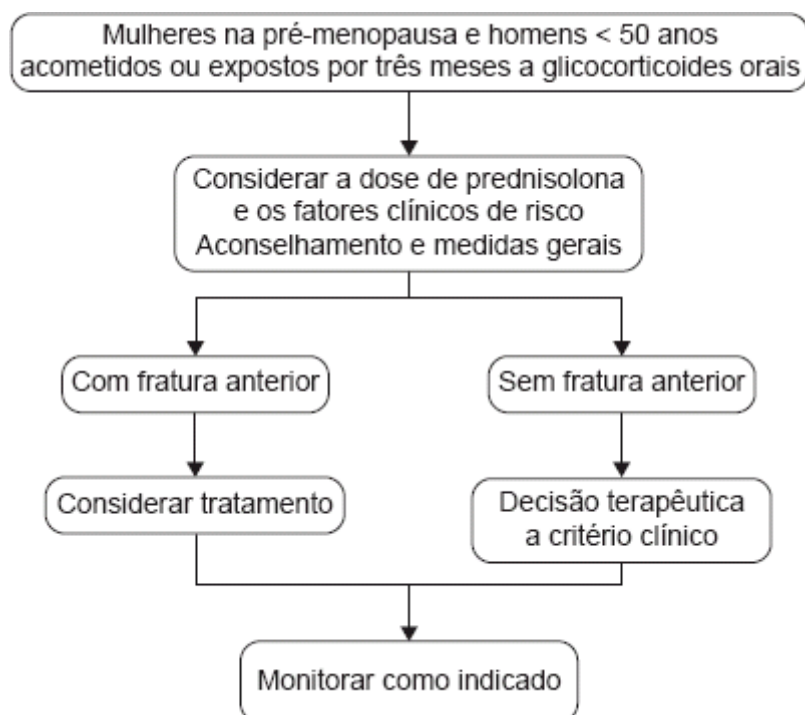 Mulheres na pré-menopausa e homens < 50 anos
acometidos ou expostos por três meses a glicocorticoides orais
Considerar a dose de prednisolona
e os fatores clínicos de risco
Aconselhamento e medidas gerais
Com fratura anterior
Sem fratura anterior
Considerar tratamento
Decisão terapêutica
a critério clínico
Monitorar como indicado